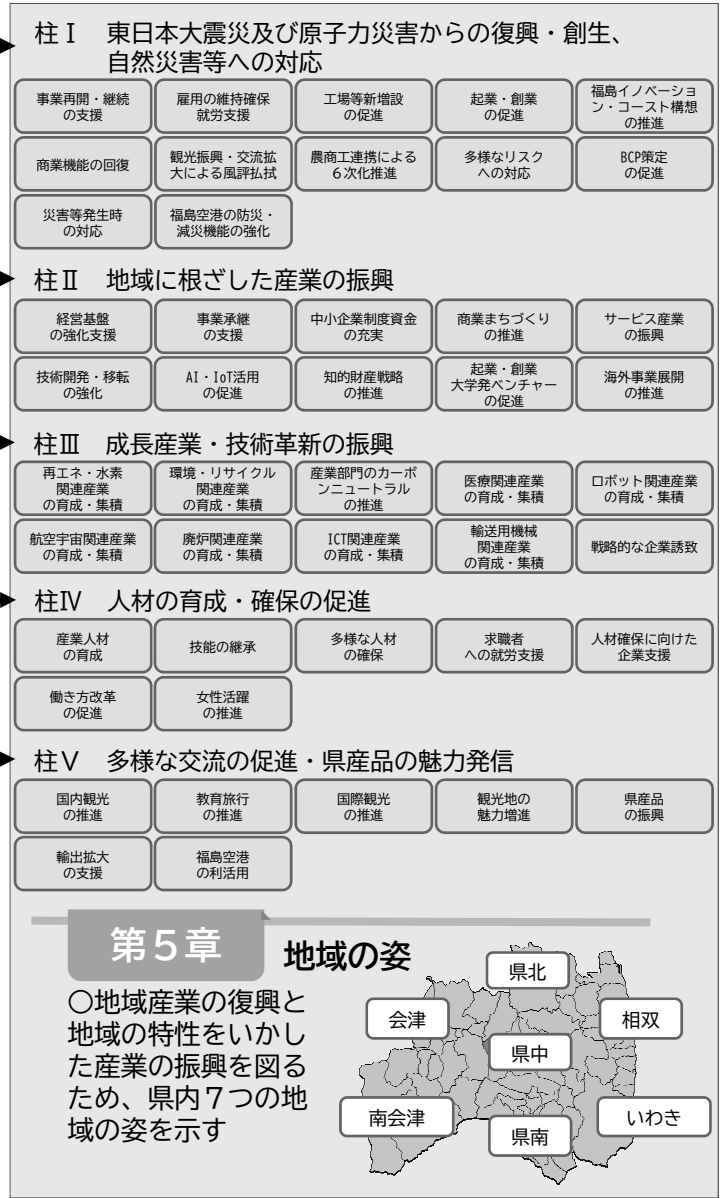 柱Ⅰ 東日本大震災及び原子力災害からの復興・創生、
自然災害等への対応
事業再開・継続
の支援
雇用の維持確保
就労支援
工場等新増設
の促進
起業・創業
の促進
福島イノベーショ
ン・コースト構想
の推進
商業機能の回復
観光振興・交流拡
大による風評払拭
農商工連携による
６次化推進
多様なリスク
への対応
BCP策定
の促進
災害等発生時
の対応
福島空港の防災・
減災機能の強化
柱Ⅱ 地域に根ざした産業の振興
経営基盤
の強化支援
事業承継
の支援
中小企業制度資金
の充実
商業まちづくり
の推進
サービス産業
の振興
技術開発・移転
の強化
AI・IoT活用
の促進
知的財産戦略
の推進
起業・創業
大学発ベンチャー
の促進
海外事業展開
の推進
柱Ⅲ 成長産業・技術革新の振興
再エネ・水素
関連産業
の育成・集積
環境・リサイクル
関連産業
の育成・集積
産業部門のカーボ
ンニュートラル
の推進
医療関連産業
の育成・集積
ロボット関連産業
の育成・集積
航空宇宙関連産業
の育成・集積
廃炉関連産業
の育成・集積
ICT関連産業
の育成・集積
輸送用機械
関連産業
の育成・集積
戦略的な企業誘致
柱Ⅳ 人材の育成・確保の促進
産業人材
の育成
技能の継承
多様な人材
の確保
求職者
への就労支援
人材確保に向けた
企業支援
働き方改革
の促進
女性活躍
の推進
柱Ⅴ 多様な交流の促進・県産品の魅力発信
国内観光
の推進
教育旅行
の推進
国際観光
の推進
観光地の
魅力増進
県産品
の振興
輸出拡大
の支援
福島空港
の利活用
第５章 地域の姿
〇地域産業の復興と
地域の特性をいかし
た産業の振興を図る
ため、県内７つの地
域の姿を示す
県北
会津
相双
県中
南会津
県南
いわき